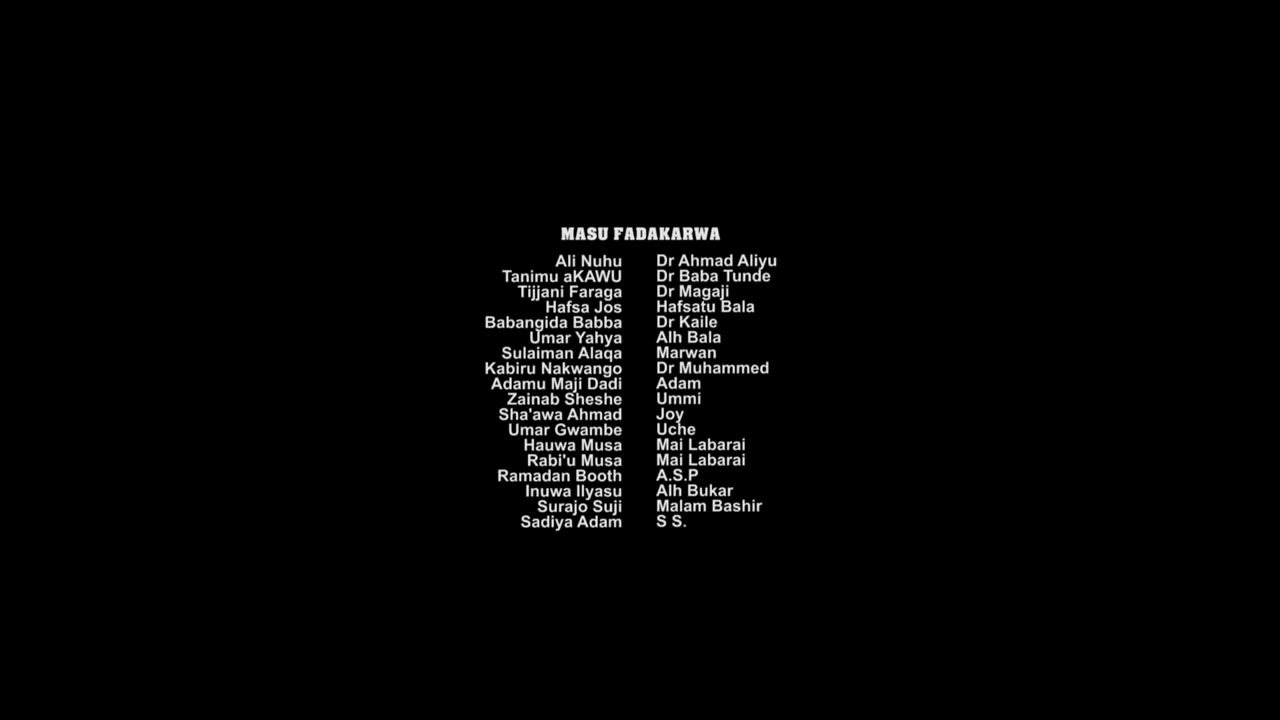 MASU FADAKARWA
Ali Nuhu Dr Ahmad Aliyu
Tanimu aKAWU Dr Baba Tunde
Tijjani Faraga Dr Magaji
Hafsa Jos Hafsatu Bala
Babangida Babba Dr Kaile
Umar Yahya Alh Bala
Sulaiman Alaqa Marwan
Kabiru Nakwango Dr Muhammed
Adamu Maji Dadi Adam
Zainab Sheshe Ummi
Sha'awa Ahmad Joy
Umar Gwambe Uche
Hauwa Musa Mai Labarai
Rabi'u Musa Mai Labarai
Ramadan Booth A.S.P
Inuwa Ilyasu Alh Bukar
Surajo Suji Malam Bashir
Sadiya Adam S S.